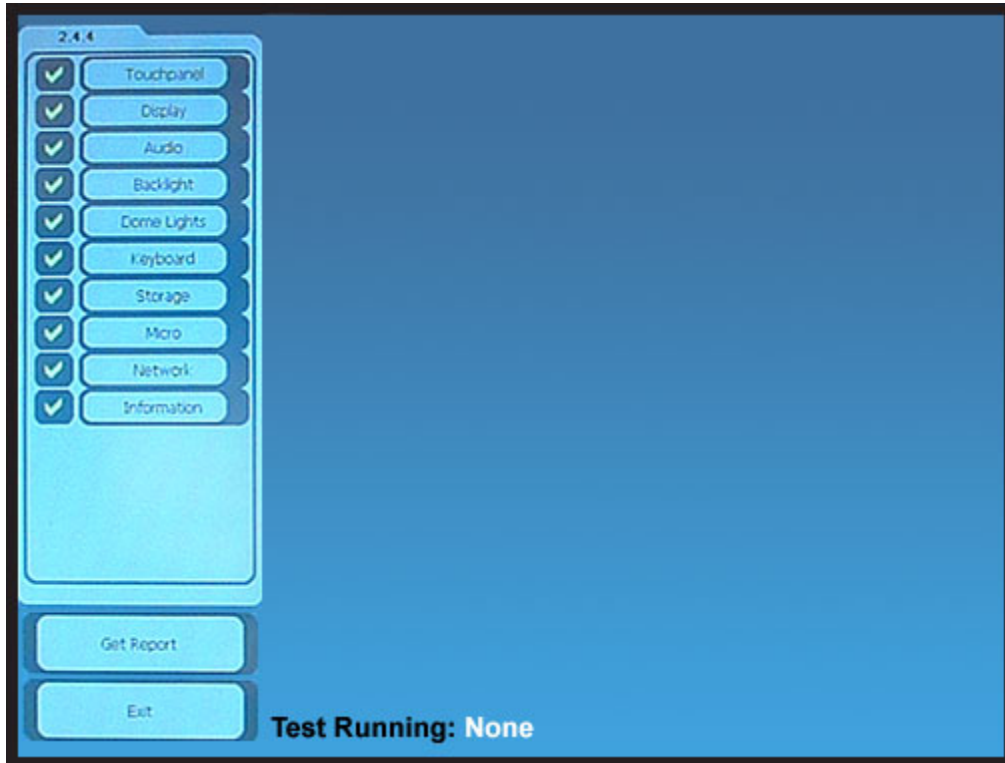 2.4.4
Touchpanel
Display
Audio
Backlight
Dome Lights
Keyboard
Storage
Micro
Network
Information
Get Report
Exit
Test Running: None